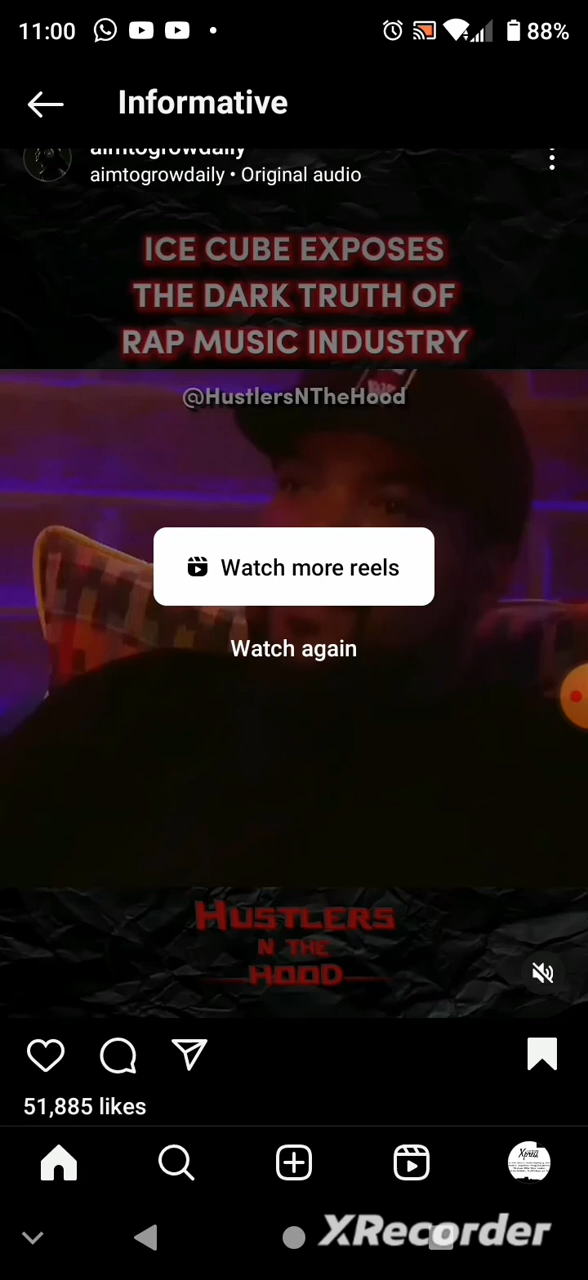 11:00
88%
Informative
aimtogrowdaily
aimtogrowdaily • Original audio
ICE CUBE EXPOSES
THE DARK TRUTH OF
RAP MUSIC INDUSTRY
@HustlersNTheHood
Watch more reels
Watch again
HUSTLERS
N THE
HOOD
51,885 likes
XRecorder